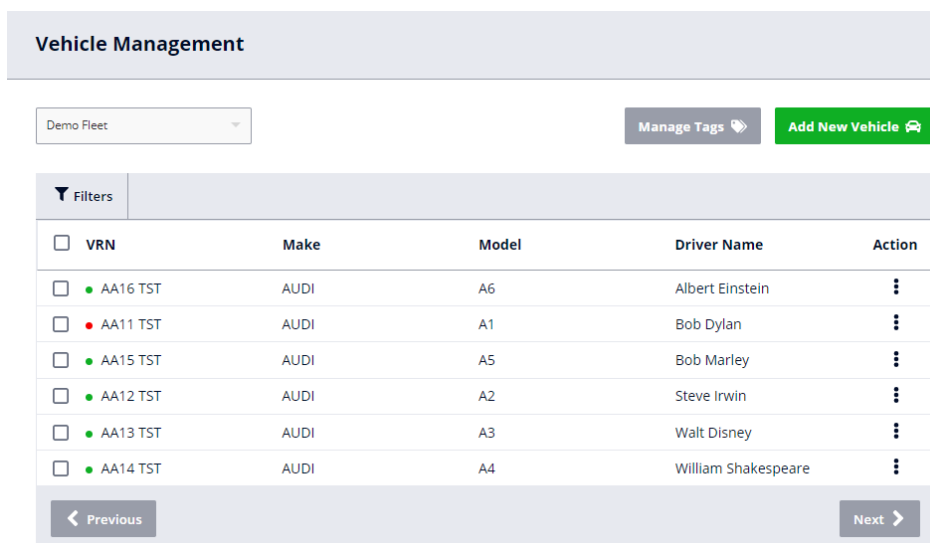 Vehicle Management
Demo Fleet
Manage Tags
Add New Vehicle
Filters
VRN Make Model Driver Name Action
AA16 TST AUDI A6 Albert Einstein
AA11 TST AUDI A1 Bob Dylan
AA15 TST AUDI A5 Bob Marley
AA12 TST AUDI A2 Steve Irwin
AA13 TST AUDI A3 Walt Disney
AA14 TST AUDI A4 William Shakespeare
Previous Next